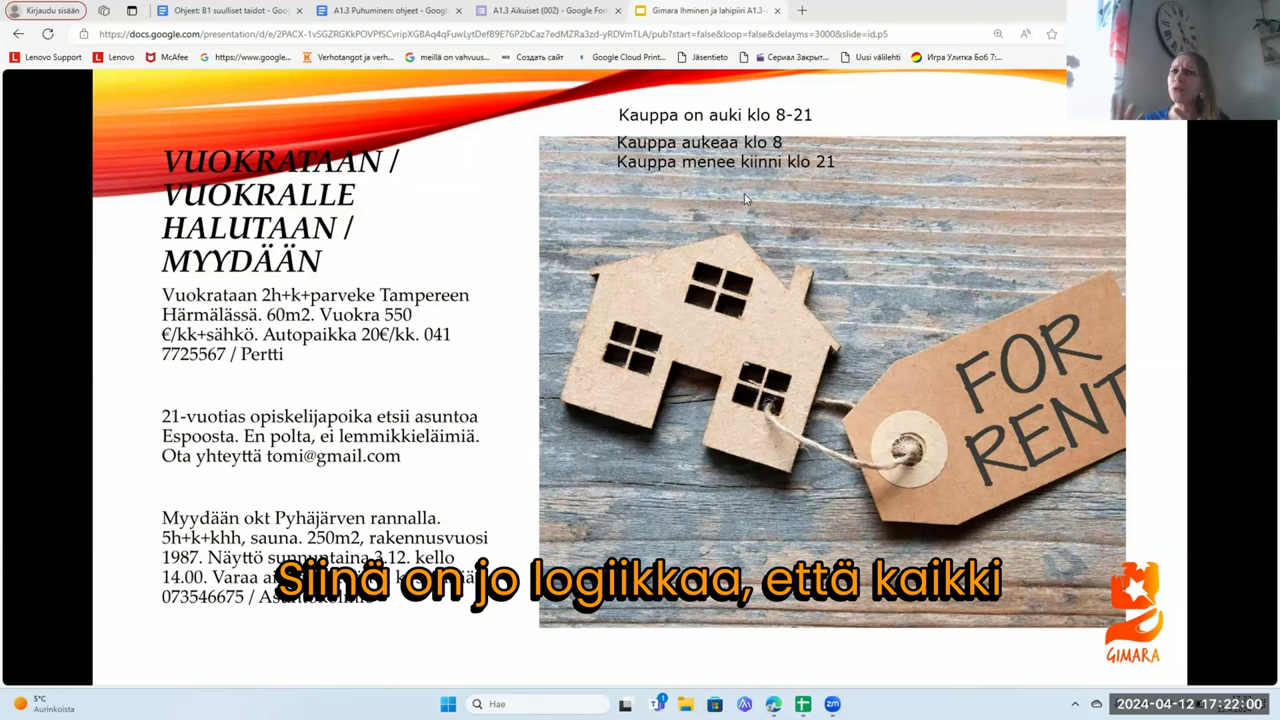 Kirjaudu sisään
Ohjeet: B1 suulliset taidot - Goog
A1.3 Puhuminen: ohjeet - Google
A1.3 Aikuiset (002) - Google For
Gimara Ihminen ja lahipiiri A1.3-
https://docs.google.com/presentation/d/e/2PACX-1vSGZRGKkPOVPfSCvripXGBAq4qFuwLytDefB9E76P2bCaz7edMZRa3zd-yRDVmTLA/pub?start=false&loop=false&delayms=3000&slide=id.p5
Lenovo Support
Lenovo
McAfee
https://www.google...
Verhotangot ja verh...
meillä on vahvuus...
Создать сайт
Google Cloud Print...
Jäsentieto
Сериал Закрыт...
Uusi välilehti
Игра Улитка Боб 7:...
Kauppa on auki klo 8-21
Kauppa aukeaa klo 8
Kauppa menee kiinni klo 21
VUOKRATAAN /
VUOKRALLE
HALUTAAN /
MYYDÄÄN
Vuokrataan 2h+k+parveke Tampereen
Härmälässä. 60m2. Vuokra 550
€/kk+sähkö. Autopaikka 20€/kk. 041
7725567 / Pertti
21-vuotias opiskelijapoika etsii asuntoa
Espoosta. En polta, ei lemmikkieläimiä.
Ota yhteyttä tomi@gmail.com
Myydään okt Pyhäjärven rannalla.
5h+k+khh, sauna. 250m2, rakennusvuosi
1987. Näyttö sunnuntaina 3.12. kello
14.00. Varaa
073546675 /
FOR
RENT
Siinä on jo logiikkaa, että kaikki
GIMARA
5°C
Aurinkoista
Hae
2024-04-12 17:22:00